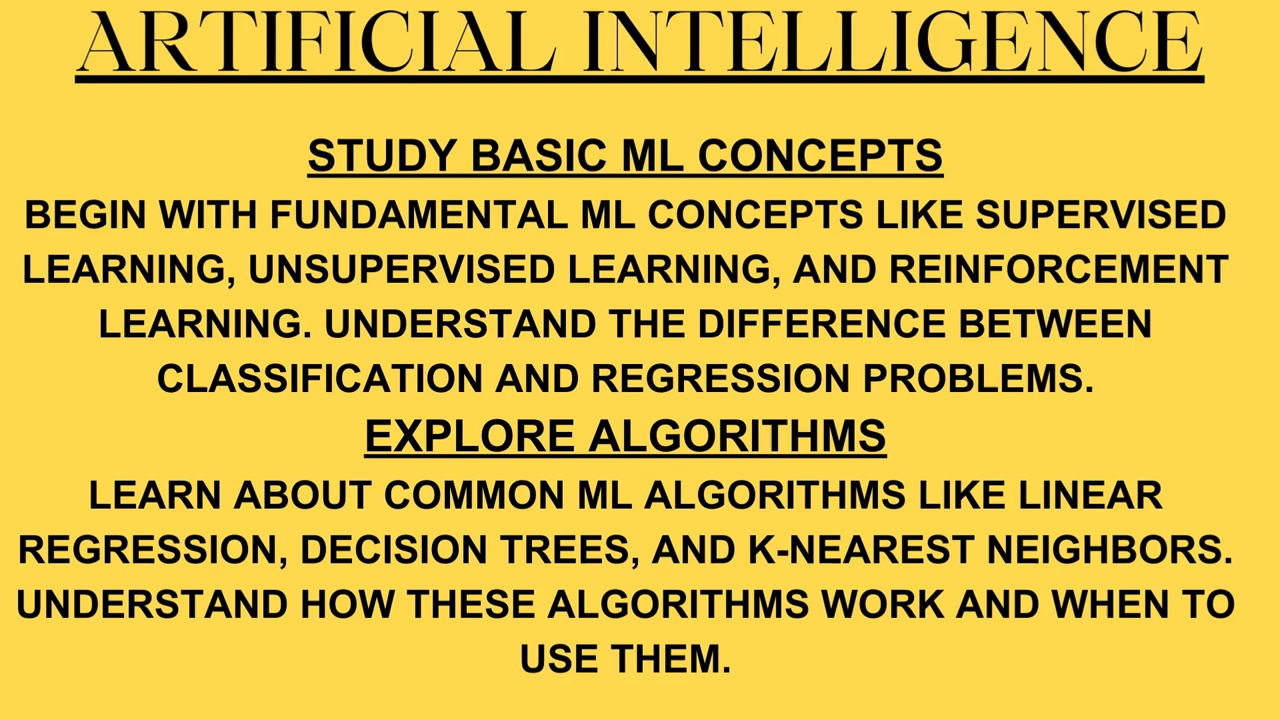 ARTIFICIAL INTELLIGENCE
STUDY BASIC ML CONCEPTS
BEGIN WITH FUNDAMENTAL ML CONCEPTS LIKE SUPERVISED
LEARNING, UNSUPERVISED LEARNING, AND REINFORCEMENT
LEARNING. UNDERSTAND THE DIFFERENCE BETWEEN
CLASSIFICATION AND REGRESSION PROBLEMS.
EXPLORE ALGORITHMS
LEARN ABOUT COMMON ML ALGORITHMS LIKE LINEAR
REGRESSION, DECISION TREES, AND K-NEAREST NEIGHBORS.
UNDERSTAND HOW THESE ALGORITHMS WORK AND WHEN TO
USE THEM.